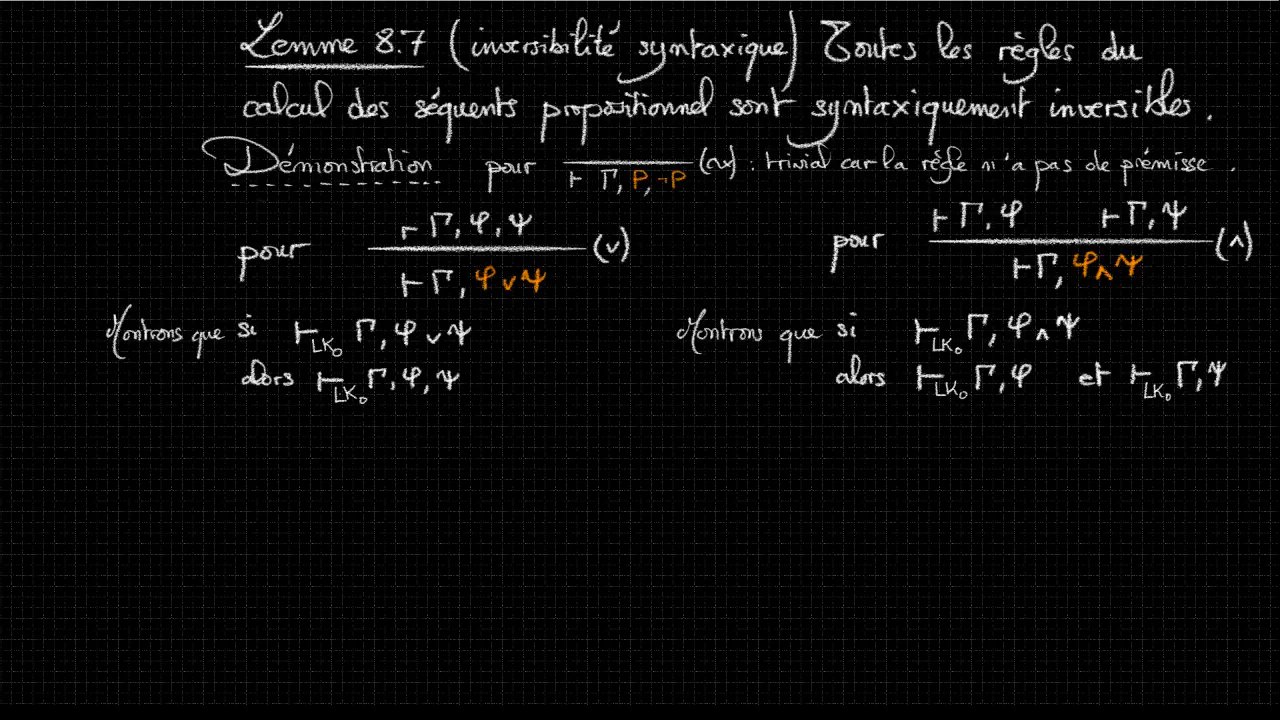 Lemme 8.7 (inversibilité syntaxique) Toutes les règles du
calcul des séquents propositionnel sont syntaxiquement inversibles.
Démonstration pour ⊢ Γ, P, ¬P (ax) : trivial car la règle n'a pas de prémisse.
pour
⊢ Γ, φ, ψ
(∨)
⊢ Γ, φ ∨ ψ
Montrons que si ⊢LK₀ Γ, φ ∨ ψ
alors ⊢LK₀ Γ, φ, ψ
pour
⊢ Γ, φ ⊢ Γ, ψ
(∧)
⊢ Γ, φ ∧ ψ
Montrons que si ⊢LK₀ Γ, φ ∧ ψ
alors ⊢LK₀ Γ, φ et ⊢LK₀ Γ, ψ